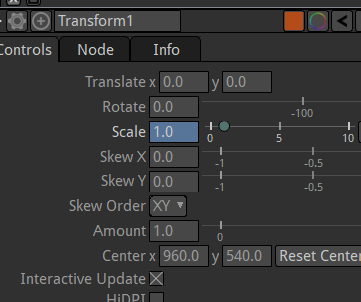 Transform1
Controls Node Info
Translate x 0.0 y 0.0
Rotate 0.0 -100
Scale 1.0 0 5 10
Skew X 0.0 -1 -0.5
Skew Y 0.0 -1 -0.5
Skew Order XY
Amount 1.0 0
Center x 960.0 y 540.0 Reset Center
Interactive Update
HiDPI